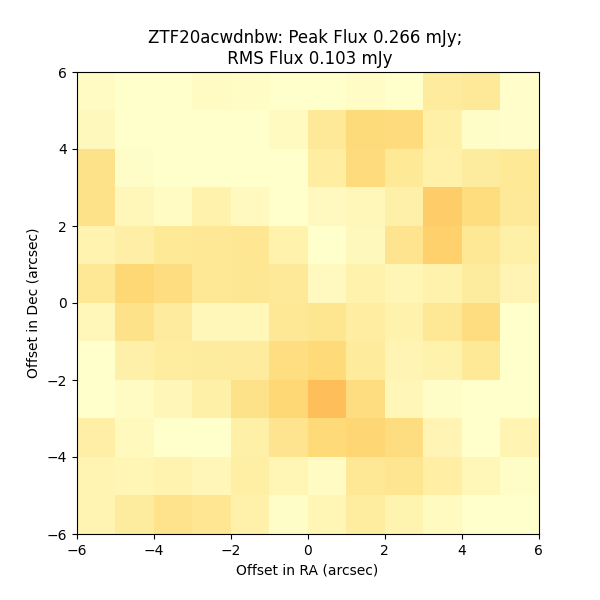 ZTF20acwdnbw: Peak Flux 0.266 mJy;
RMS Flux 0.103 mJy
6
4
2
0
−2
−4
−6
Offset in Dec (arcsec)
−6 −4 −2 0 2 4 6
Offset in RA (arcsec)